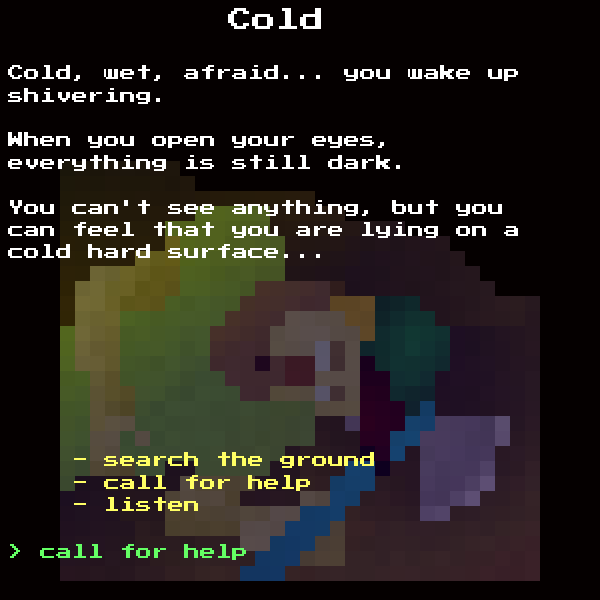 Cold
Cold, wet, afraid... you wake up
shivering.
When you open your eyes,
everything is still dark.
You can't see anything, but you
can feel that you are lying on a
cold hard surface...
- search the ground
- call for help
- listen
> call for help